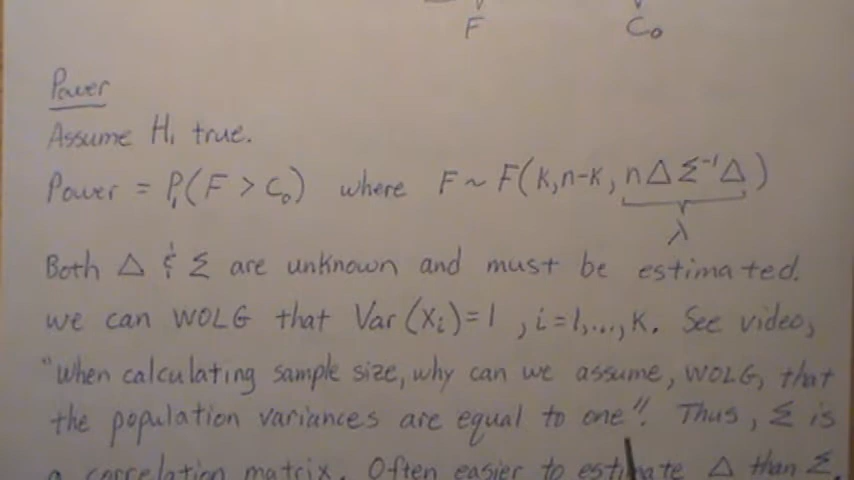 F C₀
Power
Assume H₁ true.
Power = P₁(F > C₀) where F ~ F(K, n-K, nΔΣ⁻¹Δ)
λ
Both Δ & Σ are unknown and must be estimated.
we can WOLG that Var(Xi)=1, i=1,...,K. See video,
"when calculating sample size, why can we assume, WOLG, that
the population variances are equal to one". Thus, Σ is
a correlation matrix. Often easier to estimate Δ than Σ.